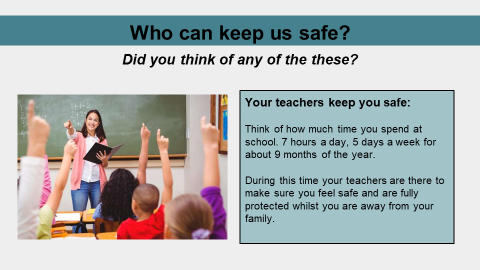 Who can keep us safe?
Did you think of any of the these?
Your teachers keep you safe:
Think of how much time you spend at
school. 7 hours a day, 5 days a week for
about 9 months of the year.
During this time your teachers are there to
make sure you feel safe and are fully
protected whilst you are away from your
family.